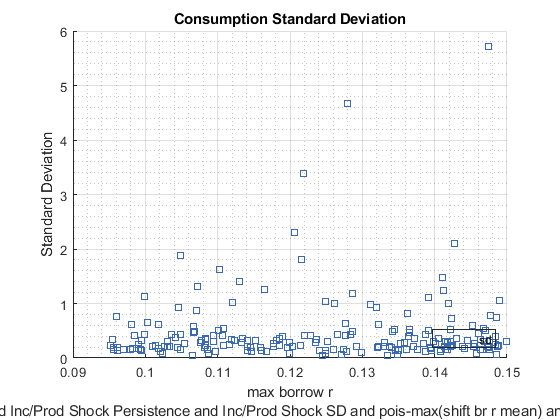 Consumption Standard Deviation
6
5
4
3
2
1
0
Standard Deviation
sd
0.09 0.1 0.11 0.12 0.13 0.14 0.15
max borrow r
d Inc/Prod Shock Persistence and Inc/Prod Shock SD and pois-max(shift br r mean) a